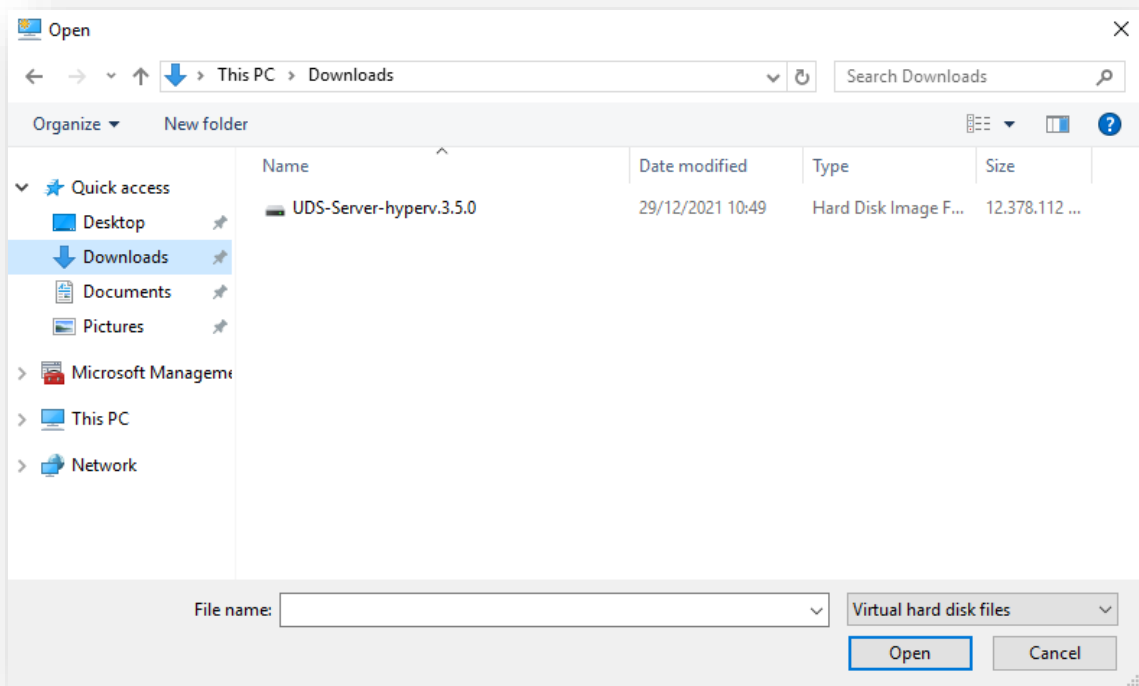 Open
This PC > Downloads
Search Downloads
Organize
New folder
Name
Date modified
Type
Size
Quick access
Desktop
Downloads
Documents
Pictures
Microsoft Manageme
This PC
Network
UDS-Server-hyperv.3.5.0 29/12/2021 10:49 Hard Disk Image F... 12.378.112 ...
File name:
Virtual hard disk files
Open
Cancel